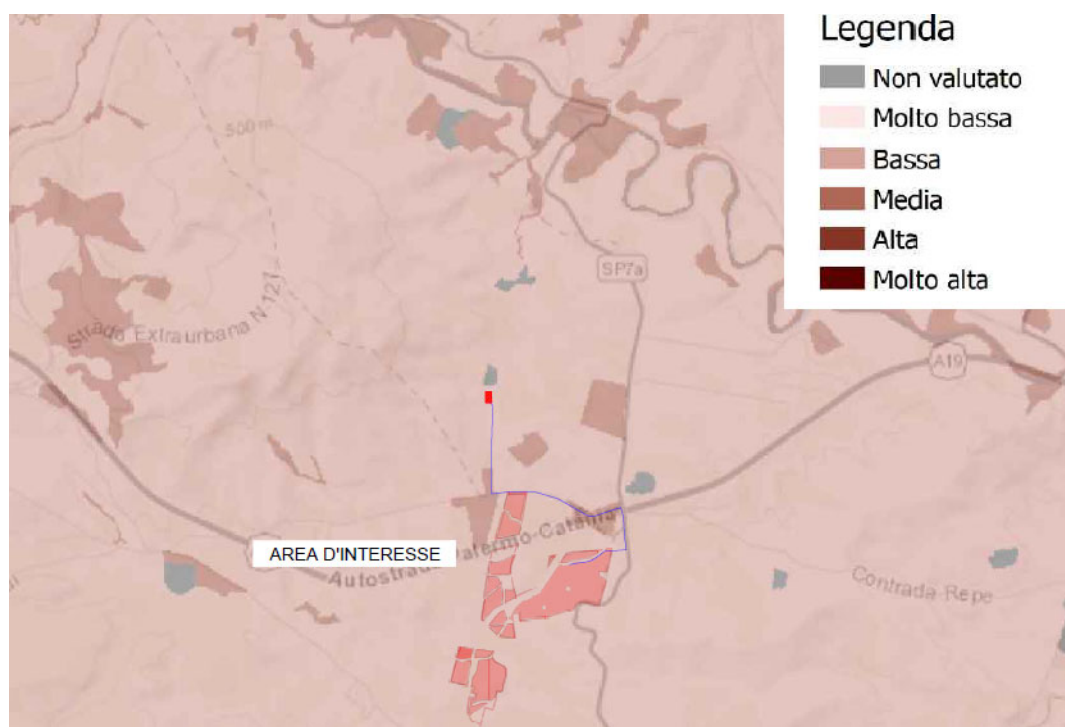 Legenda
Non valutato
Molto bassa
Bassa
Media
Alta
Molto alta
500 m
SP7a
Strada Extraurbana N-121
A19
AREA D'INTERESSE
Autostrada Palermo-Catania
Contrada Repe